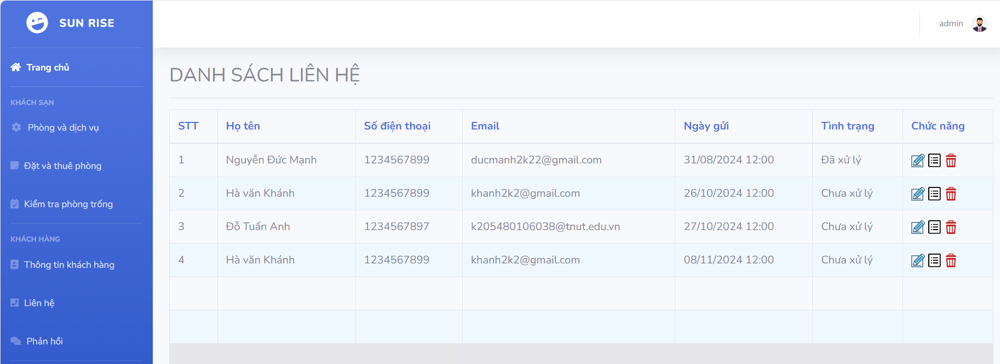 SUN RISE
admin
Trang chủ
KHÁCH SẠN
Phòng và dịch vụ
Đặt và thuê phòng
Kiểm tra phòng trống
KHÁCH HÀNG
Thông tin khách hàng
Liên hệ
Phản hồi
DANH SÁCH LIÊN HỆ
STT Họ tên Số điện thoại Email Ngày gửi Tình trạng Chức năng
1 Nguyễn Đức Mạnh 1234567899 ducmanh2k22@gmail.com 31/08/2024 12:00 Đã xử lý
2 Hà văn Khánh 1234567899 khanh2k2@gmail.com 26/10/2024 12:00 Chưa xử lý
3 Đỗ Tuấn Anh 1234567897 k205480106038@tnut.edu.vn 27/10/2024 12:00 Chưa xử lý
4 Hà văn Khánh 1234567899 khanh2k2@gmail.com 08/11/2024 12:00 Chưa xử lý